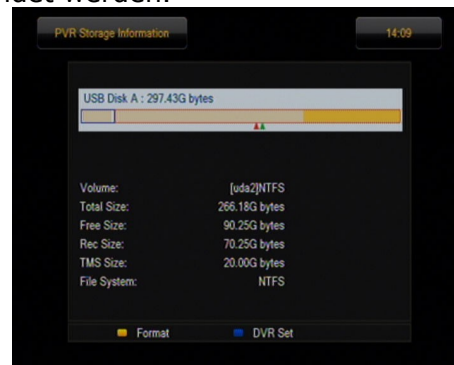 PVR Storage Information
14:09
USB Disk A : 297.43G bytes
Volume: [uda2]NTFS
Total Size: 266.18G bytes
Free Size: 90.25G bytes
Rec Size: 70.25G bytes
TMS Size: 20.00G bytes
File System: NTFS
Format DVR Set